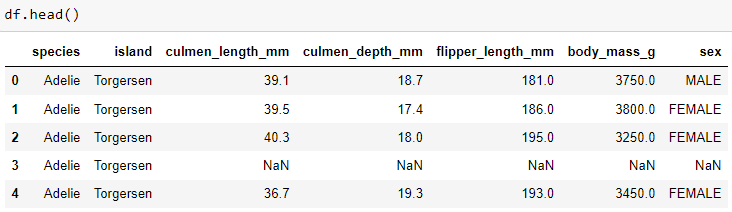 df.head()
species island culmen_length_mm culmen_depth_mm flipper_length_mm body_mass_g sex
0 Adelie Torgersen 39.1 18.7 181.0 3750.0 MALE
1 Adelie Torgersen 39.5 17.4 186.0 3800.0 FEMALE
2 Adelie Torgersen 40.3 18.0 195.0 3250.0 FEMALE
3 Adelie Torgersen NaN NaN NaN NaN NaN
4 Adelie Torgersen 36.7 19.3 193.0 3450.0 FEMALE